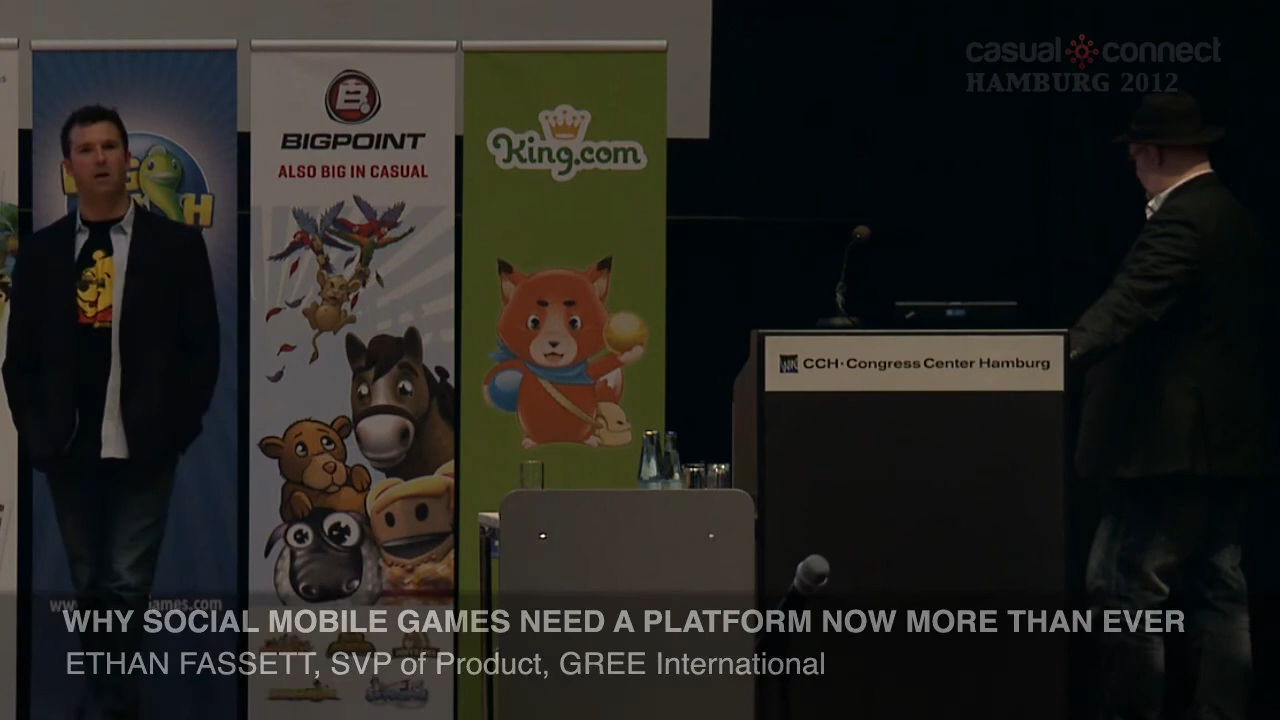 casual connect
HAMBURG 2012
BIGPOINT
ALSO BIG IN CASUAL
King.com
CCH·Congress Center Hamburg
WHY SOCIAL MOBILE GAMES NEED A PLATFORM NOW MORE THAN EVER
ETHAN FASSETT, SVP of Product, GREE International